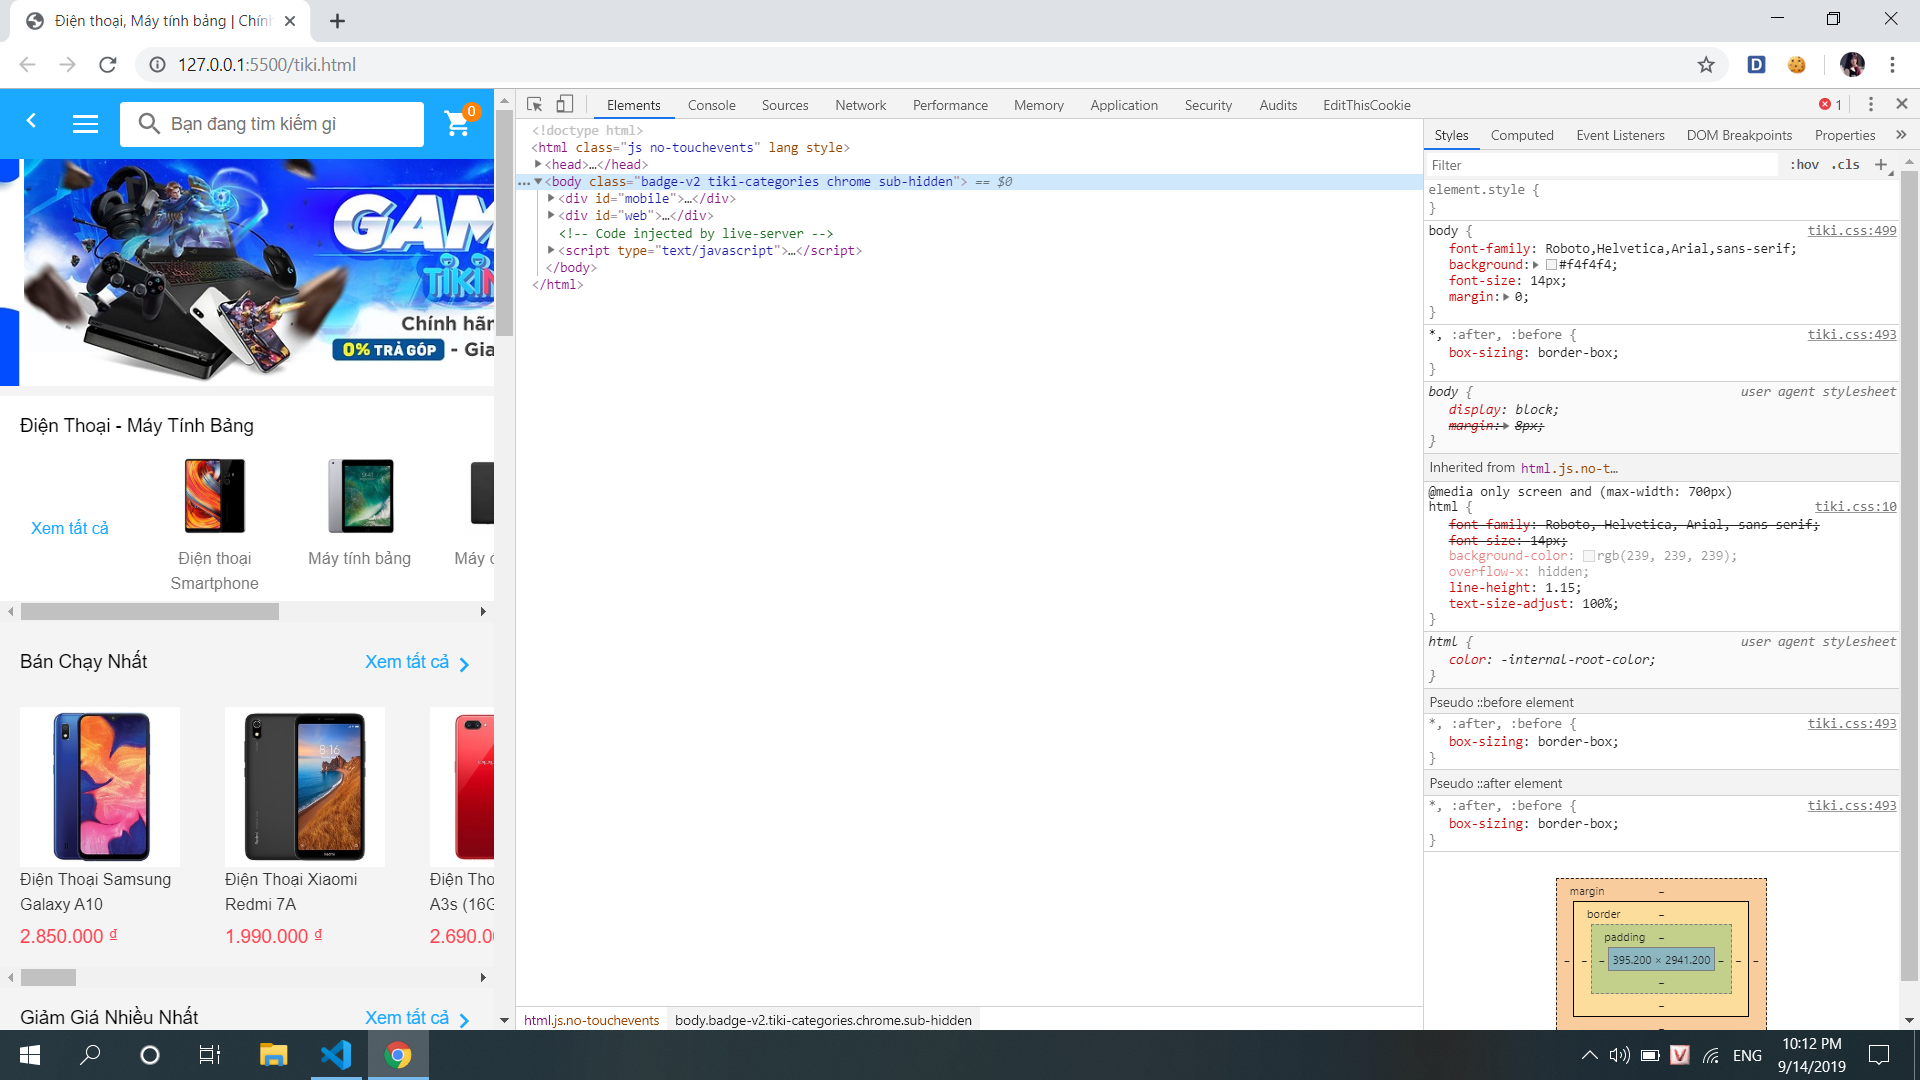 Điện thoại, Máy tính bảng | Chính
127.0.0.1:5500/tiki.html
D
Bạn đang tìm kiếm gì
0
GAM
TIKI
Chính hãn
0% TRẢ GÓP - Gia
Điện Thoại - Máy Tính Bảng
Xem tất cả
Điện thoại
Smartphone
Máy tính bảng
Máy đ
Bán Chạy Nhất
Xem tất cả
Điện Thoại Samsung
Galaxy A10
2.850.000 ₫
Điện Thoại Xiaomi
Redmi 7A
1.990.000 ₫
Điện Tho
A3s (16G
2.690.0
Giảm Giá Nhiều Nhất
Xem tất cả
Elements Console Sources Network Performance Memory Application Security Audits EditThisCookie
1
<!doctype html>
<html class="js no-touchevents" lang style>
<head>…</head>
… <body class="badge-v2 tiki-categories chrome sub-hidden"> == $0
<div id="mobile">…</div>
<div id="web">…</div>
<!-- Code injected by live-server -->
<script type="text/javascript">…</script>
</body>
</html>
html.js.no-touchevents body.badge-v2.tiki-categories.chrome.sub-hidden
Styles Computed Event Listeners DOM Breakpoints Properties »
Filter :hov .cls +
element.style {
}
body { tiki.css:499
font-family: Roboto,Helvetica,Arial,sans-serif;
background: #f4f4f4;
font-size: 14px;
margin: 0;
}
*, :after, :before { tiki.css:493
box-sizing: border-box;
}
body { user agent stylesheet
display: block;
margin: 8px;
}
Inherited from html.js.no-t…
@media only screen and (max-width: 700px)
html { tiki.css:10
font-family: Roboto, Helvetica, Arial, sans-serif;
font-size: 14px;
background-color: rgb(239, 239, 239);
overflow-x: hidden;
line-height: 1.15;
text-size-adjust: 100%;
}
html { user agent stylesheet
color: -internal-root-color;
}
Pseudo ::before element
*, :after, :before { tiki.css:493
box-sizing: border-box;
}
Pseudo ::after element
*, :after, :before { tiki.css:493
box-sizing: border-box;
}
margin –
border –
padding –
– – – 395.200 × 2941.200 – – –
–
–
–
ENG
10:12 PM
9/14/2019